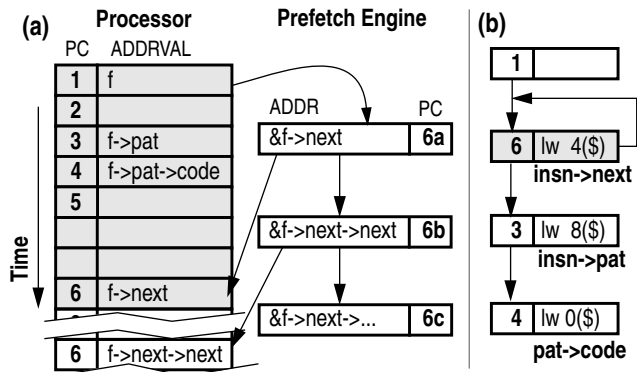 (a) Processor Prefetch Engine (b)
PC ADDRVAL
1 f
2
3 f->pat
4 f->pat->code
5
6 f->next
6 f->next->next
Time
ADDR PC
&f->next 6a
&f->next->next 6b
&f->next->... 6c
1
6 lw 4($)
insn->next
3 lw 8($)
insn->pat
4 lw 0($)
pat->code